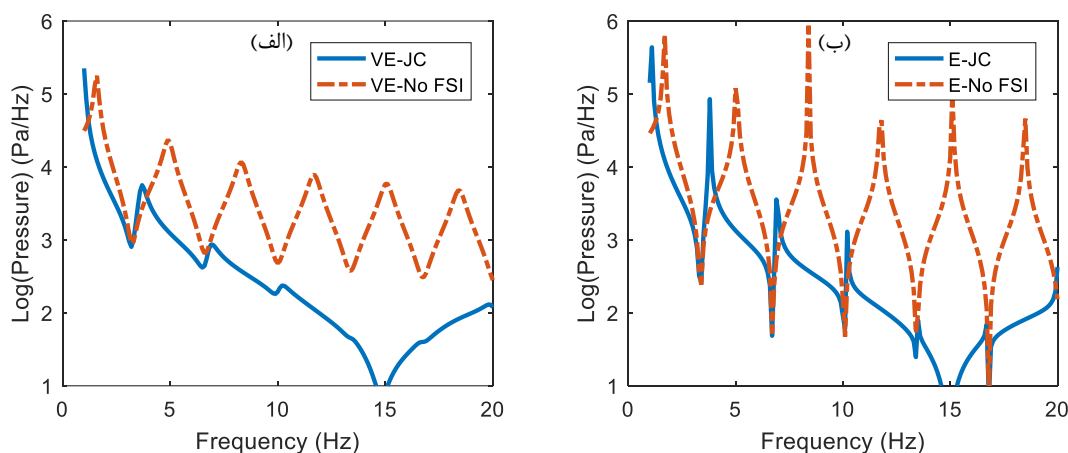 (الف)
VE-JC
VE-No FSI
6
5
4
3
2
1
Log(Pressure) (Pa/Hz)
0
5
10
15
20
Frequency (Hz)
(ب)
E-JC
E-No FSI
6
5
4
3
2
1
Log(Pressure) (Pa/Hz)
0
5
10
15
20
Frequency (Hz)